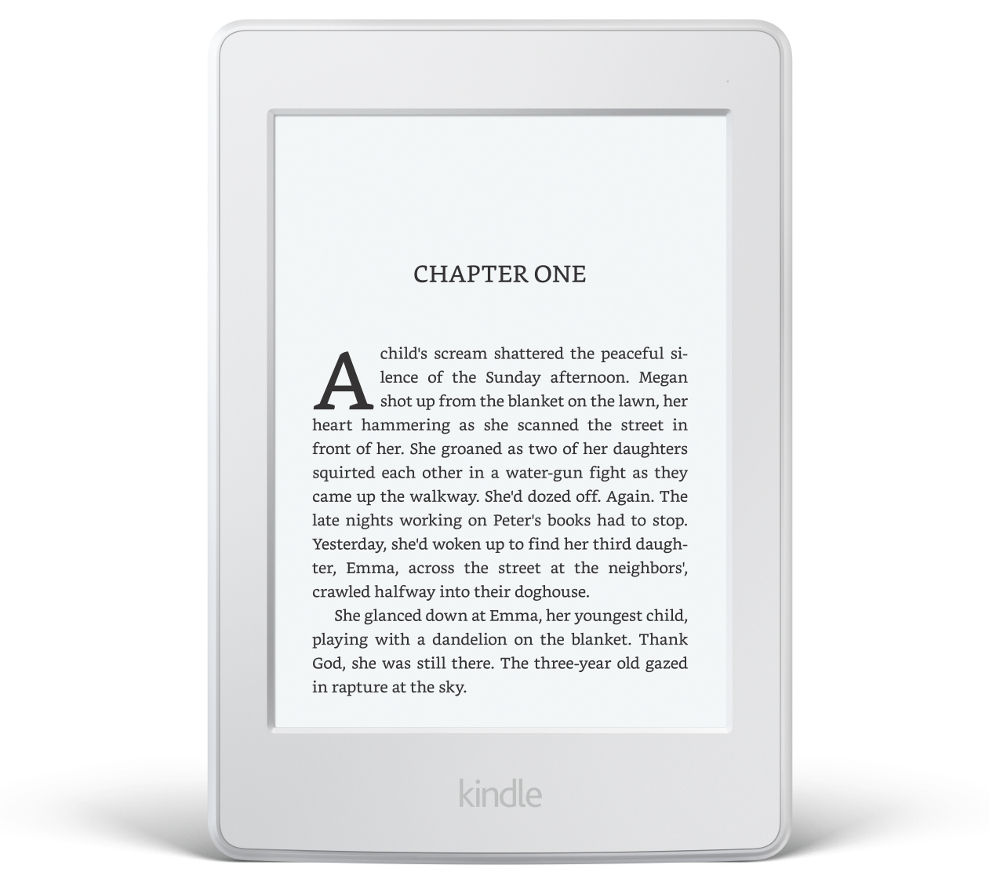 CHAPTER ONE
A child's scream shattered the peaceful si-
lence of the Sunday afternoon. Megan
shot up from the blanket on the lawn, her
heart hammering as she scanned the street in
front of her. She groaned as two of her daughters
squirted each other in a water-gun fight as they
came up the walkway. She'd dozed off. Again. The
late nights working on Peter's books had to stop.
Yesterday, she'd woken up to find her third daugh-
ter, Emma, across the street at the neighbors',
crawled halfway into their doghouse.
She glanced down at Emma, her youngest child,
playing with a dandelion on the blanket. Thank
God, she was still there. The three-year old gazed
in rapture at the sky.
kindle